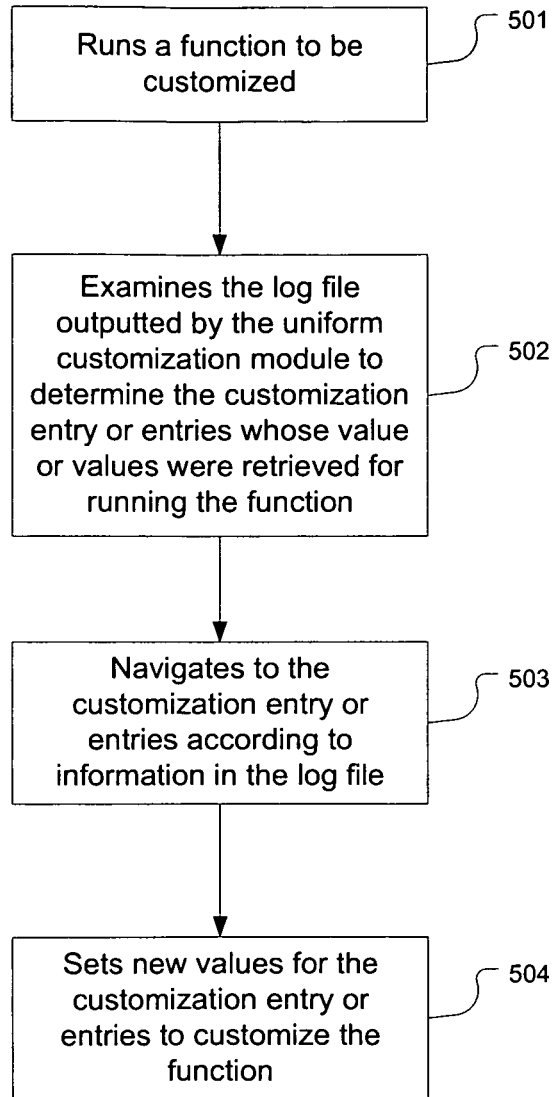 Runs a function to be
customized
501
Examines the log file
outputted by the uniform
customization module to
determine the customization
entry or entries whose value
or values were retrieved for
running the function
502
Navigates to the
customization entry or
entries according to
information in the log file
503
Sets new values for the
customization entry or
entries to customize the
function
504